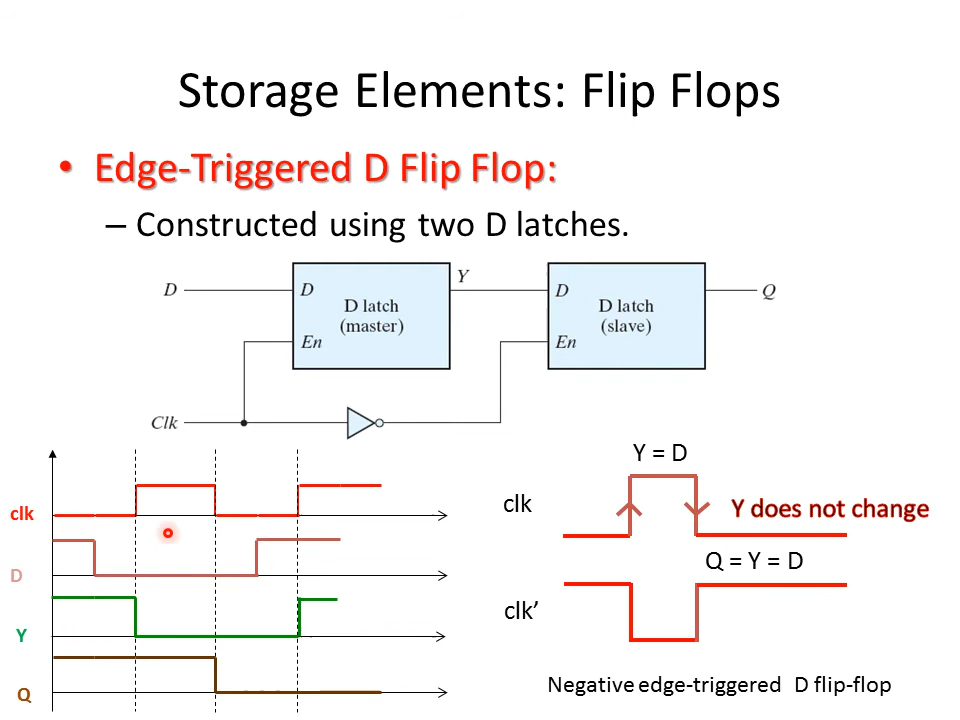 Storage Elements: Flip Flops
• Edge-Triggered D Flip Flop:
– Constructed using two D latches.
D
D
D latch
(master)
En
Y
D
D latch
(slave)
En
Q
Clk
clk
D
Y
Q
Y = D
clk
Y does not change
Q = Y = D
clk’
Negative edge-triggered D flip-flop